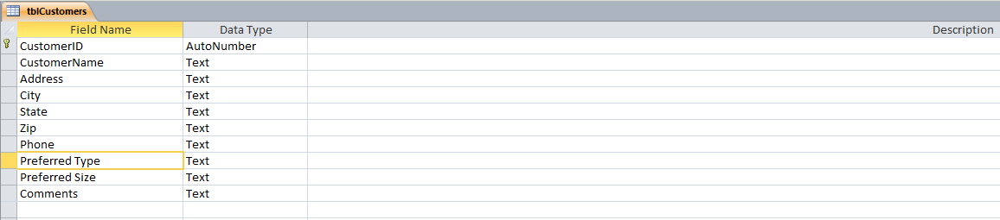 tblCustomers
Field Name Data Type Description
CustomerID AutoNumber
CustomerName Text
Address Text
City Text
State Text
Zip Text
Phone Text
Preferred Type Text
Preferred Size Text
Comments Text